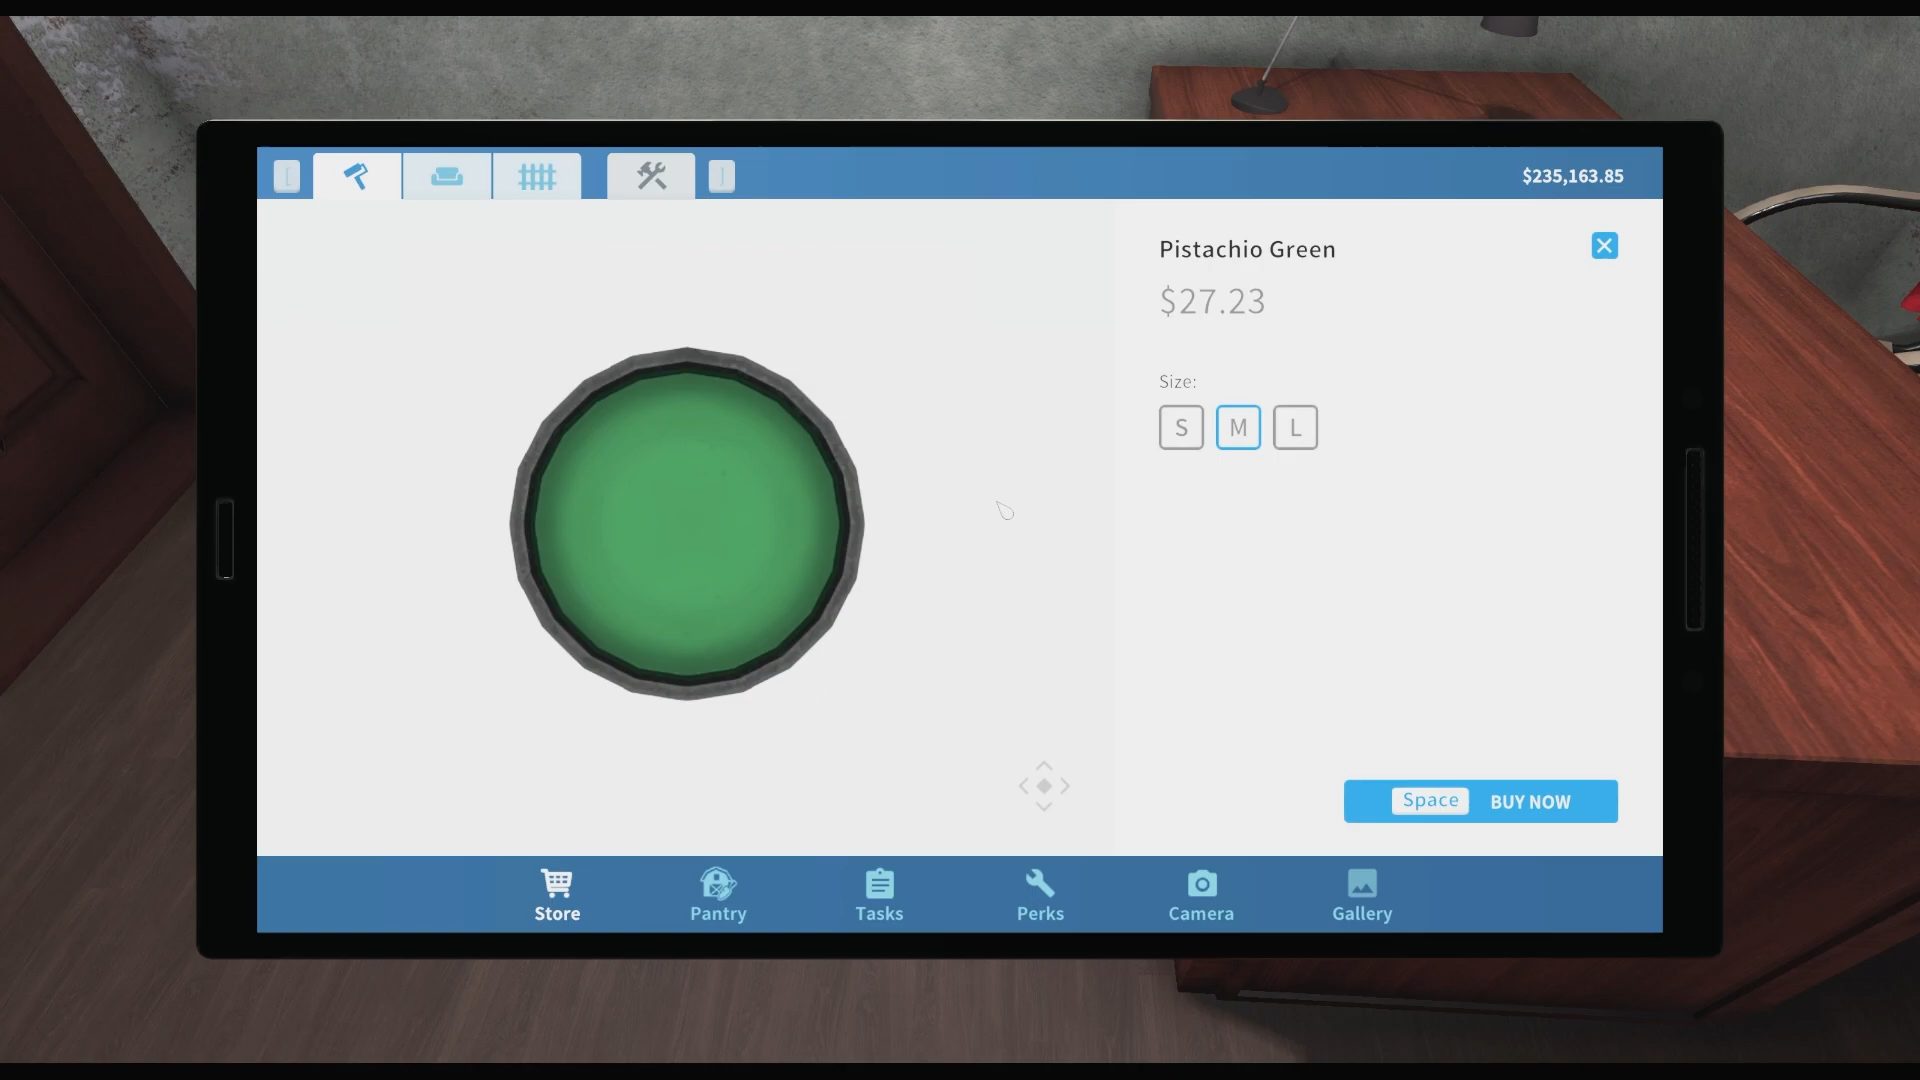 [
]
$235,163.85
Pistachio Green
$27.23
Size:
S M L
Space BUY NOW
Store Pantry Tasks Perks Camera Gallery